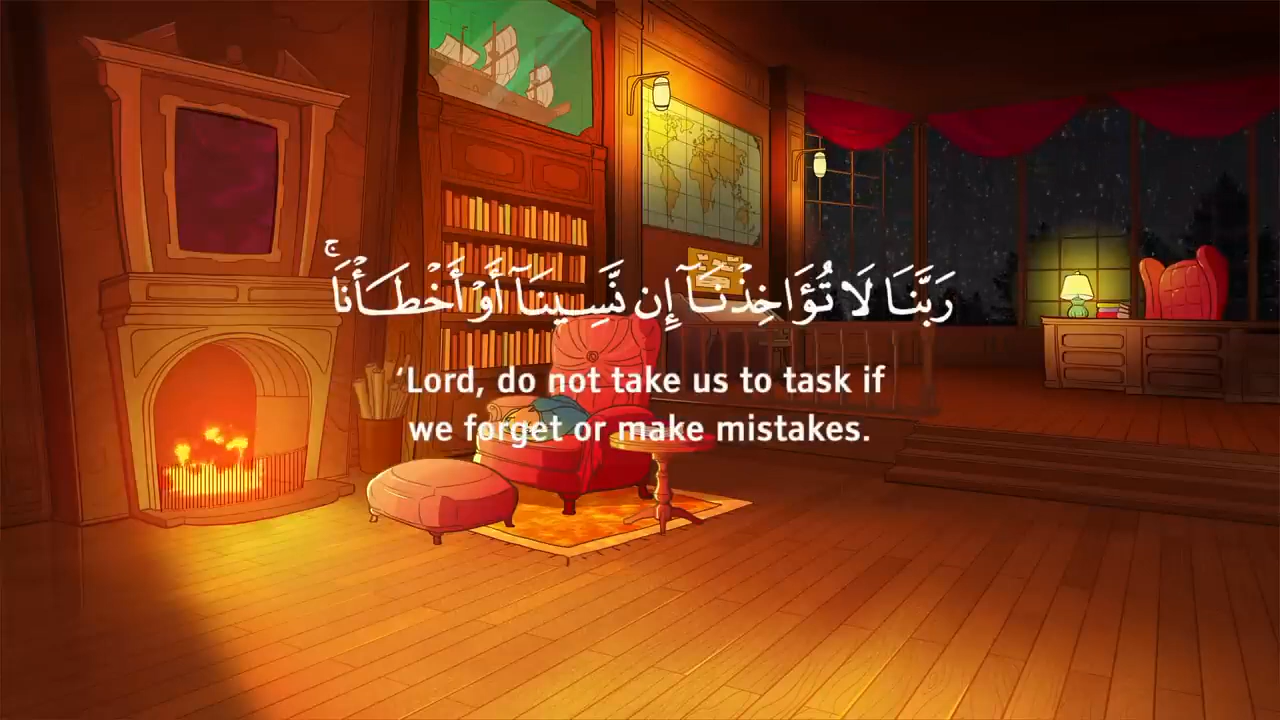 رَبَّنَا لَا تُؤَاخِذْنَآ إِن نَّسِينَآ أَوْ أَخْطَأْنَا ۚ
‘Lord, do not take us to task if
we forget or make mistakes.